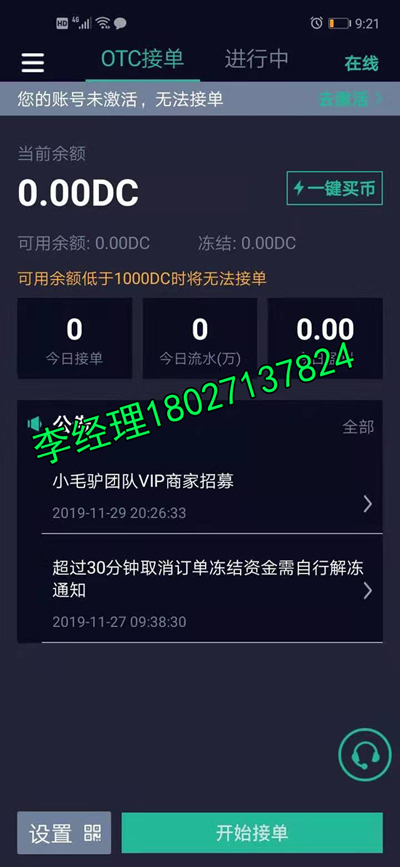 HD 4G 9:21
OTC接单 进行中 在线
您的账号未激活，无法接单 去激活
当前余额
0.00DC 一键买币
可用余额: 0.00DC 冻结: 0.00DC
可用余额低于1000DC时将无法接单
0 0 0.00
今日接单 今日流水(万)
李经理18027137824
全部
小毛驴团队VIP商家招募
2019-11-29 20:26:33
超过30分钟取消订单冻结资金需自行解冻
通知
2019-11-27 09:38:30
设置 开始接单